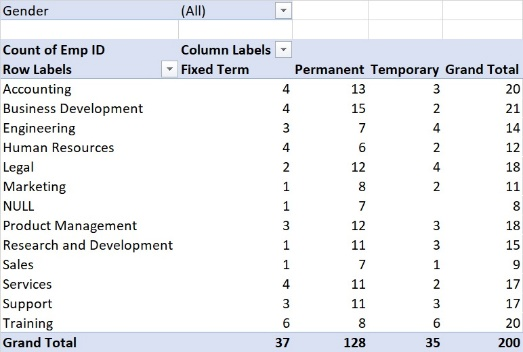 Gender (All)
Count of Emp ID Column Labels
Row Labels Fixed Term Permanent Temporary Grand Total
Accounting 4 13 3 20
Business Development 4 15 2 21
Engineering 3 7 4 14
Human Resources 4 6 2 12
Legal 2 12 4 18
Marketing 1 8 2 11
NULL 1 7 8
Product Management 3 12 3 18
Research and Development 1 11 3 15
Sales 1 7 1 9
Services 4 11 2 17
Support 3 11 3 17
Training 6 8 6 20
Grand Total 37 128 35 200